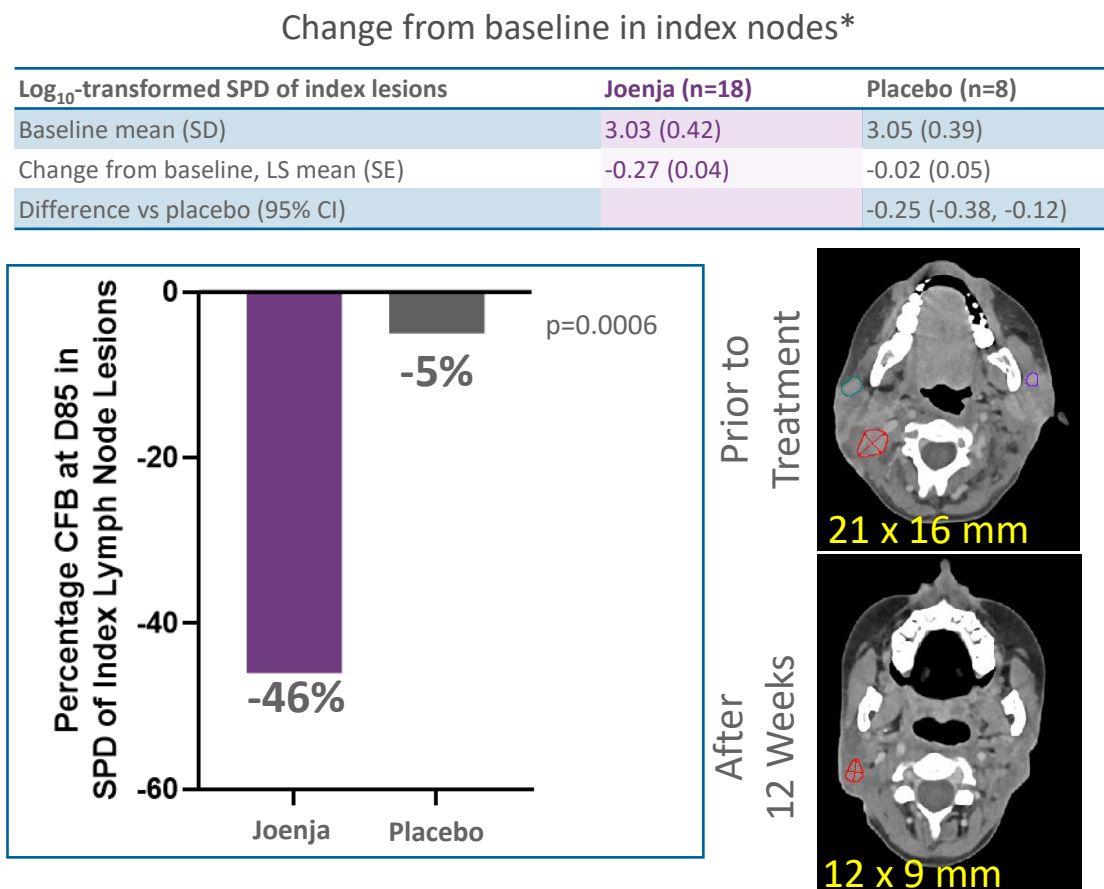 Change from baseline in index nodes*
Log₁₀-transformed SPD of index lesions Joenja (n=18) Placebo (n=8)
Baseline mean (SD) 3.03 (0.42) 3.05 (0.39)
Change from baseline, LS mean (SE) -0.27 (0.04) -0.02 (0.05)
Difference vs placebo (95% CI) -0.25 (-0.38, -0.12)
Percentage CFB at D85 in
SPD of Index Lymph Node Lesions
0
-20
-40
-60
-46%
-5%
p=0.0006
Joenja
Placebo
Prior to
Treatment
21 x 16 mm
After
12 Weeks
12 x 9 mm